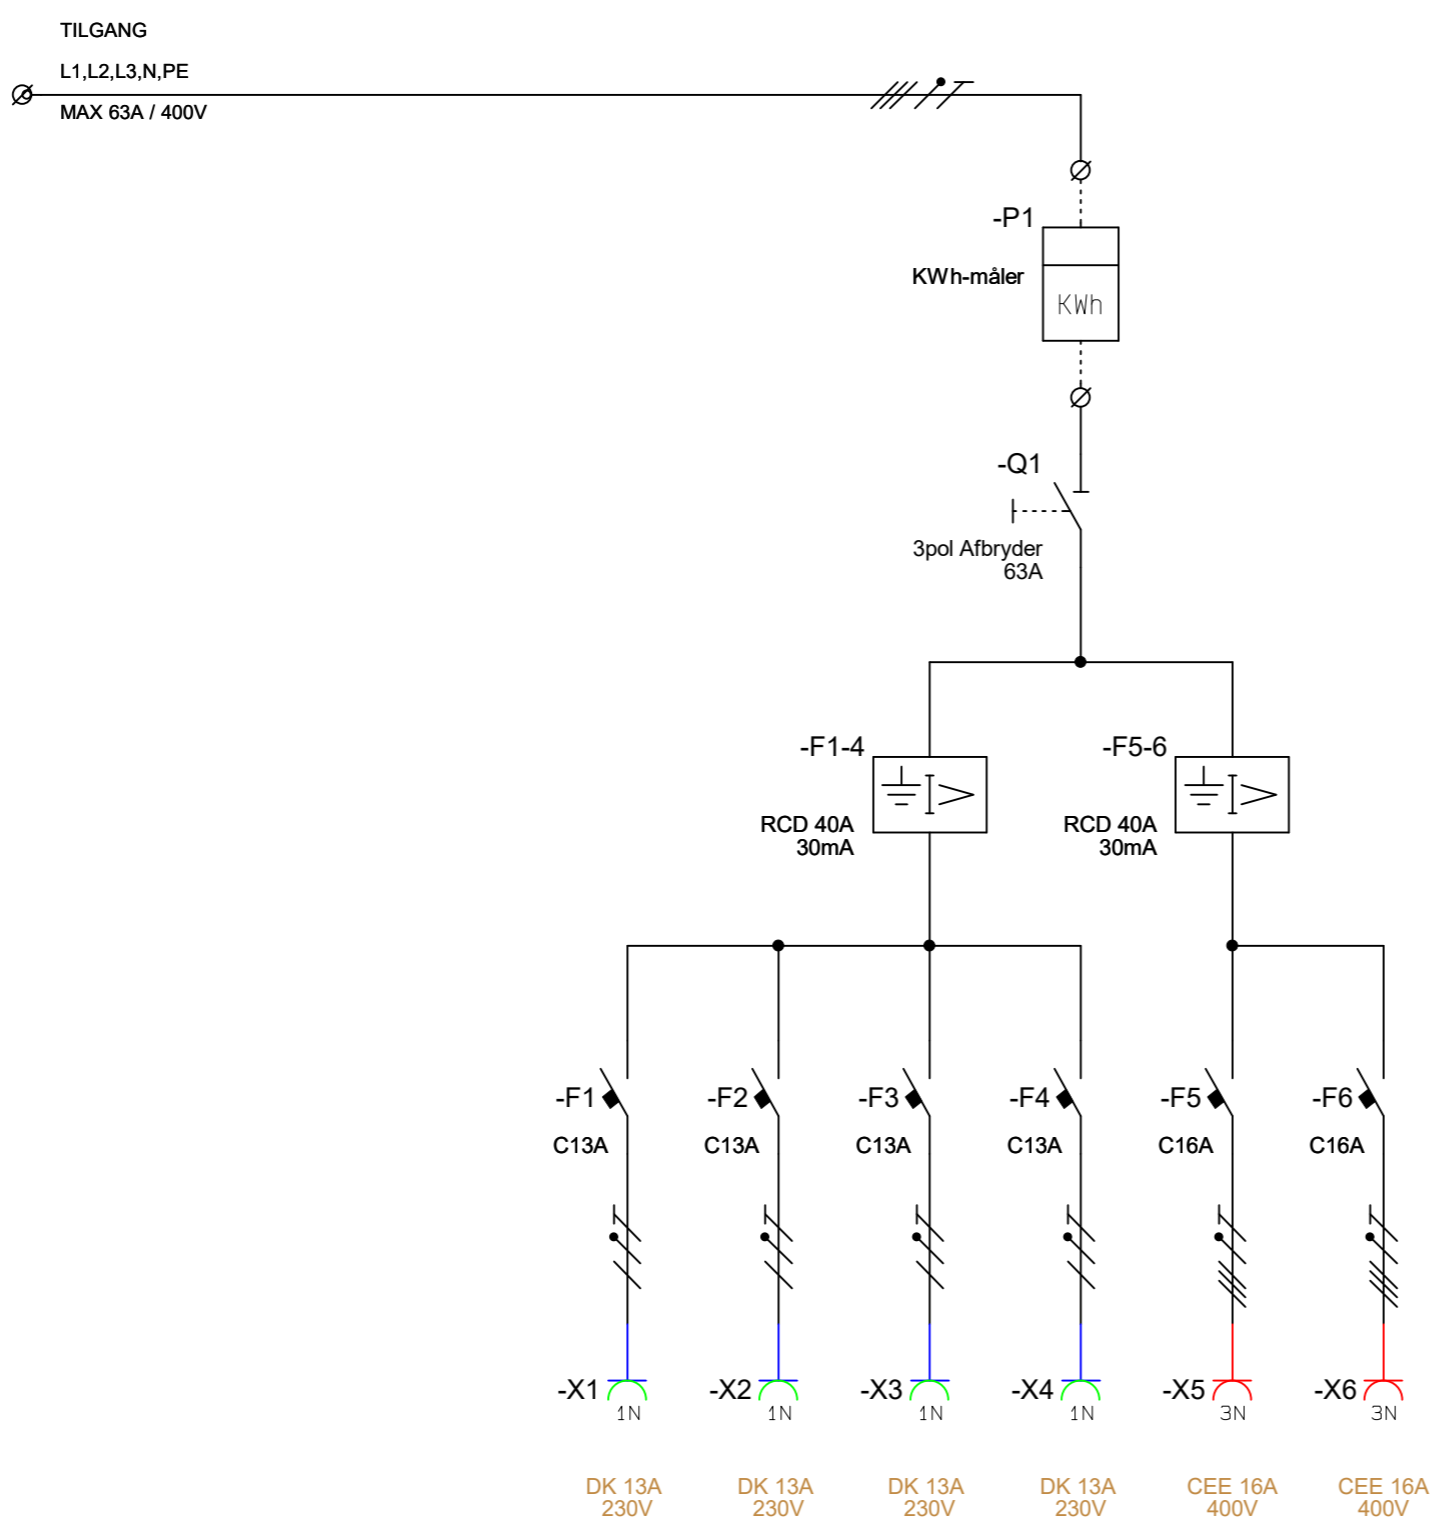 TILGANG
L1,L2,L3,N,PE
MAX 63A / 400V
-P1
KWh-måler
KWh
-Q1
3pol Afbryder
63A
-F1-4
RCD 40A
30mA
-F5-6
RCD 40A
30mA
-F1
C13A
-F2
C13A
-F3
C13A
-F4
C13A
-F5
C16A
-F6
C16A
-X1
1N
-X2
1N
-X3
1N
-X4
1N
-X5
3N
-X6
3N
DK 13A
230V
DK 13A
230V
DK 13A
230V
DK 13A
230V
CEE 16A
400V
CEE 16A
400V